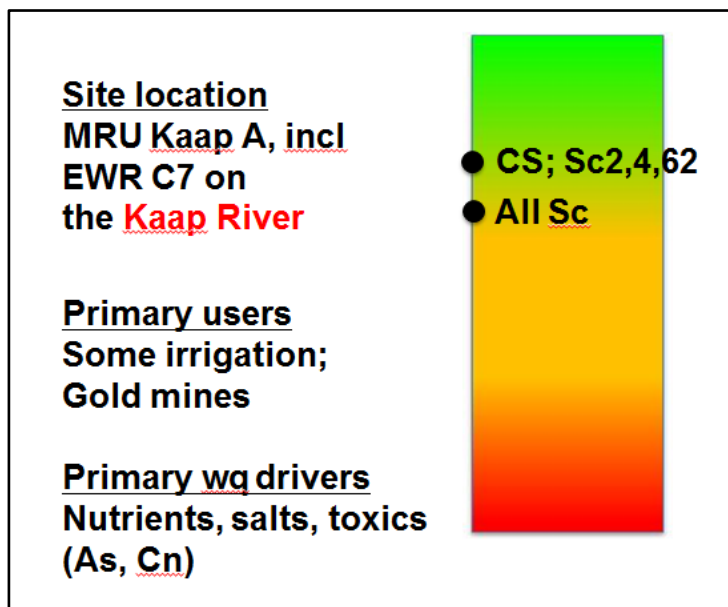 Site location
MRU Kaap A, incl
EWR C7 on
the Kaap River
Primary users
Some irrigation;
Gold mines
Primary wq drivers
Nutrients, salts, toxics
(As, Cn)
CS; Sc2,4,62
All Sc